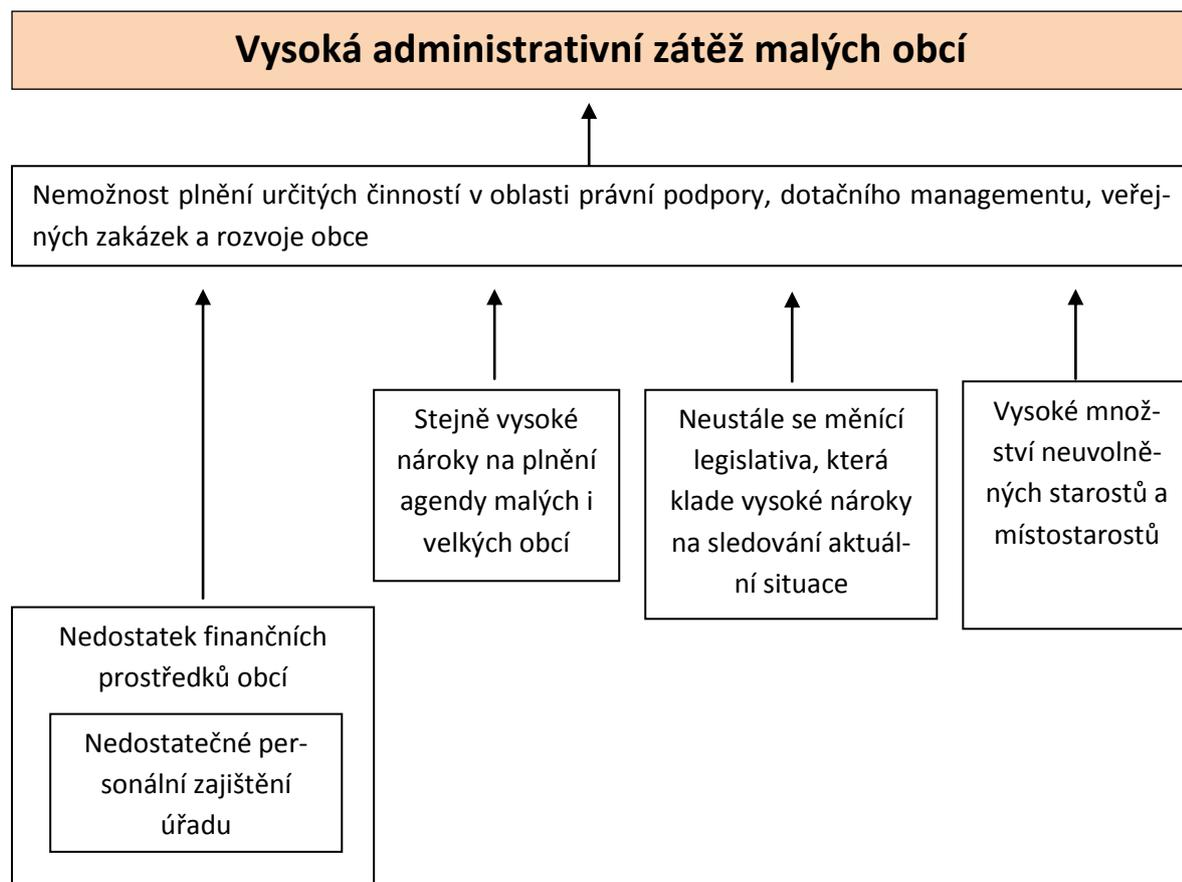 Vysoká administrativní zátěž malých obcí
Nemožnost plnění určitých činností v oblasti právní podpory, dotačního managementu, veřej-
ných zakázek a rozvoje obce
Stejně vysoké
nároky na plnění
agendy malých i
velkých obcí
Neustále se měnící
legislativa, která
klade vysoké nároky
na sledování aktuál-
ní situace
Vysoké množ-
ství neuvolně-
ných starostů a
místostarostů
Nedostatek finančních
prostředků obcí
Nedostatečné per-
sonální zajištění
úřadu